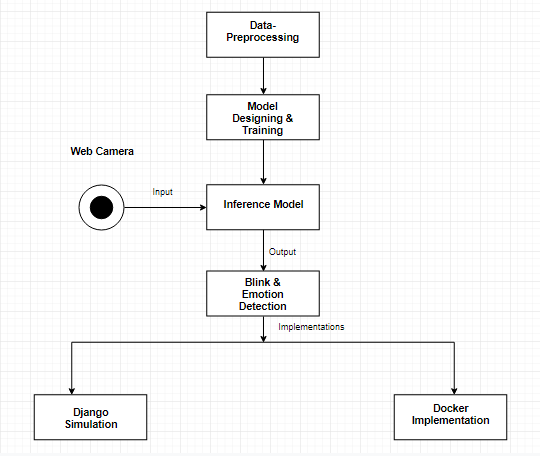 Data-
Preprocessing
Model
Designing &
Training
Web Camera
Input
Inference Model
Output
Blink &
Emotion
Detection
Implementations
Django
Simulation
Docker
Implementation